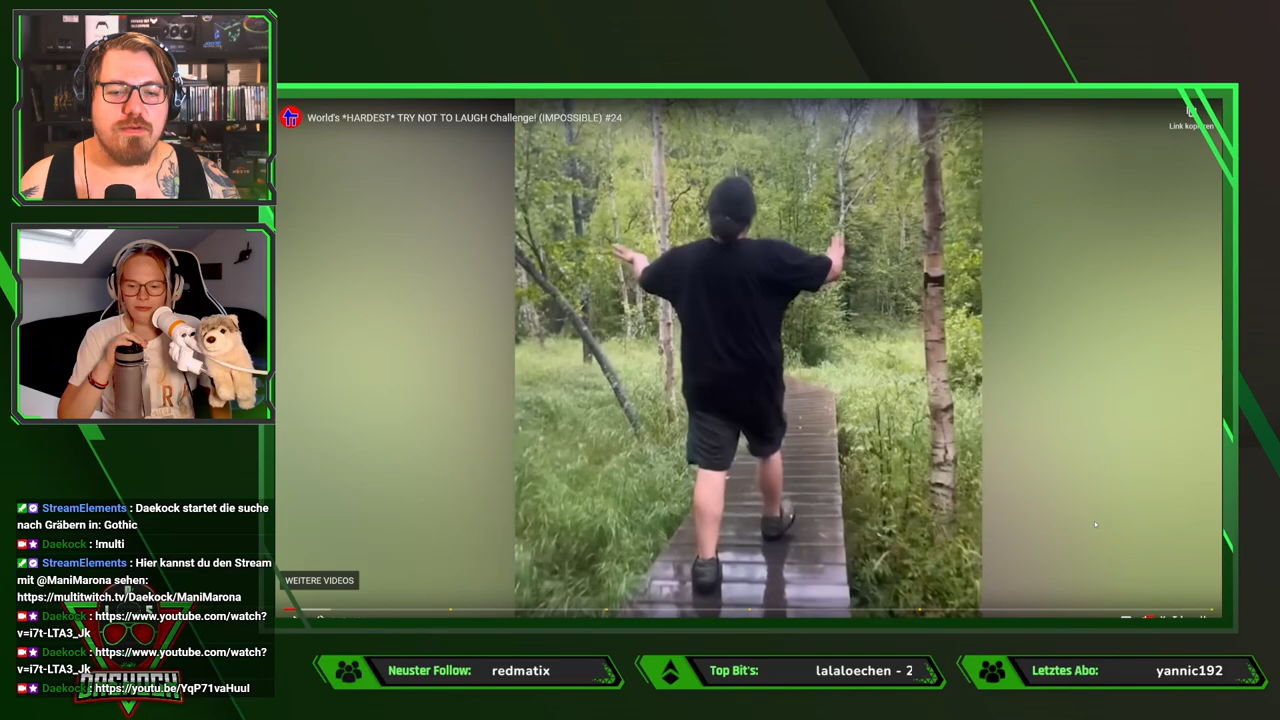 World's *HARDEST* TRY NOT TO LAUGH Challenge! (IMPOSSIBLE) #24
Link kopieren
WEITERE VIDEOS
StreamElements : Daekock startet die suche
nach Gräbern in: Gothic
Daekock : !multi
StreamElements : Hier kannst du den Stream
mit @ManiMarona sehen:
https://multitwitch.tv/Daekock/ManiMarona
Daekock : https://www.youtube.com/watch?
v=i7t-LTA3_Jk
Daekock : https://www.youtube.com/watch?
v=i7t-LTA3_Jk
Daekock : https://youtu.be/YqP71vaHuuI
Neuster Follow: redmatix
Top Bit's: lalaloechen - 2
Letztes Abo: yannic192